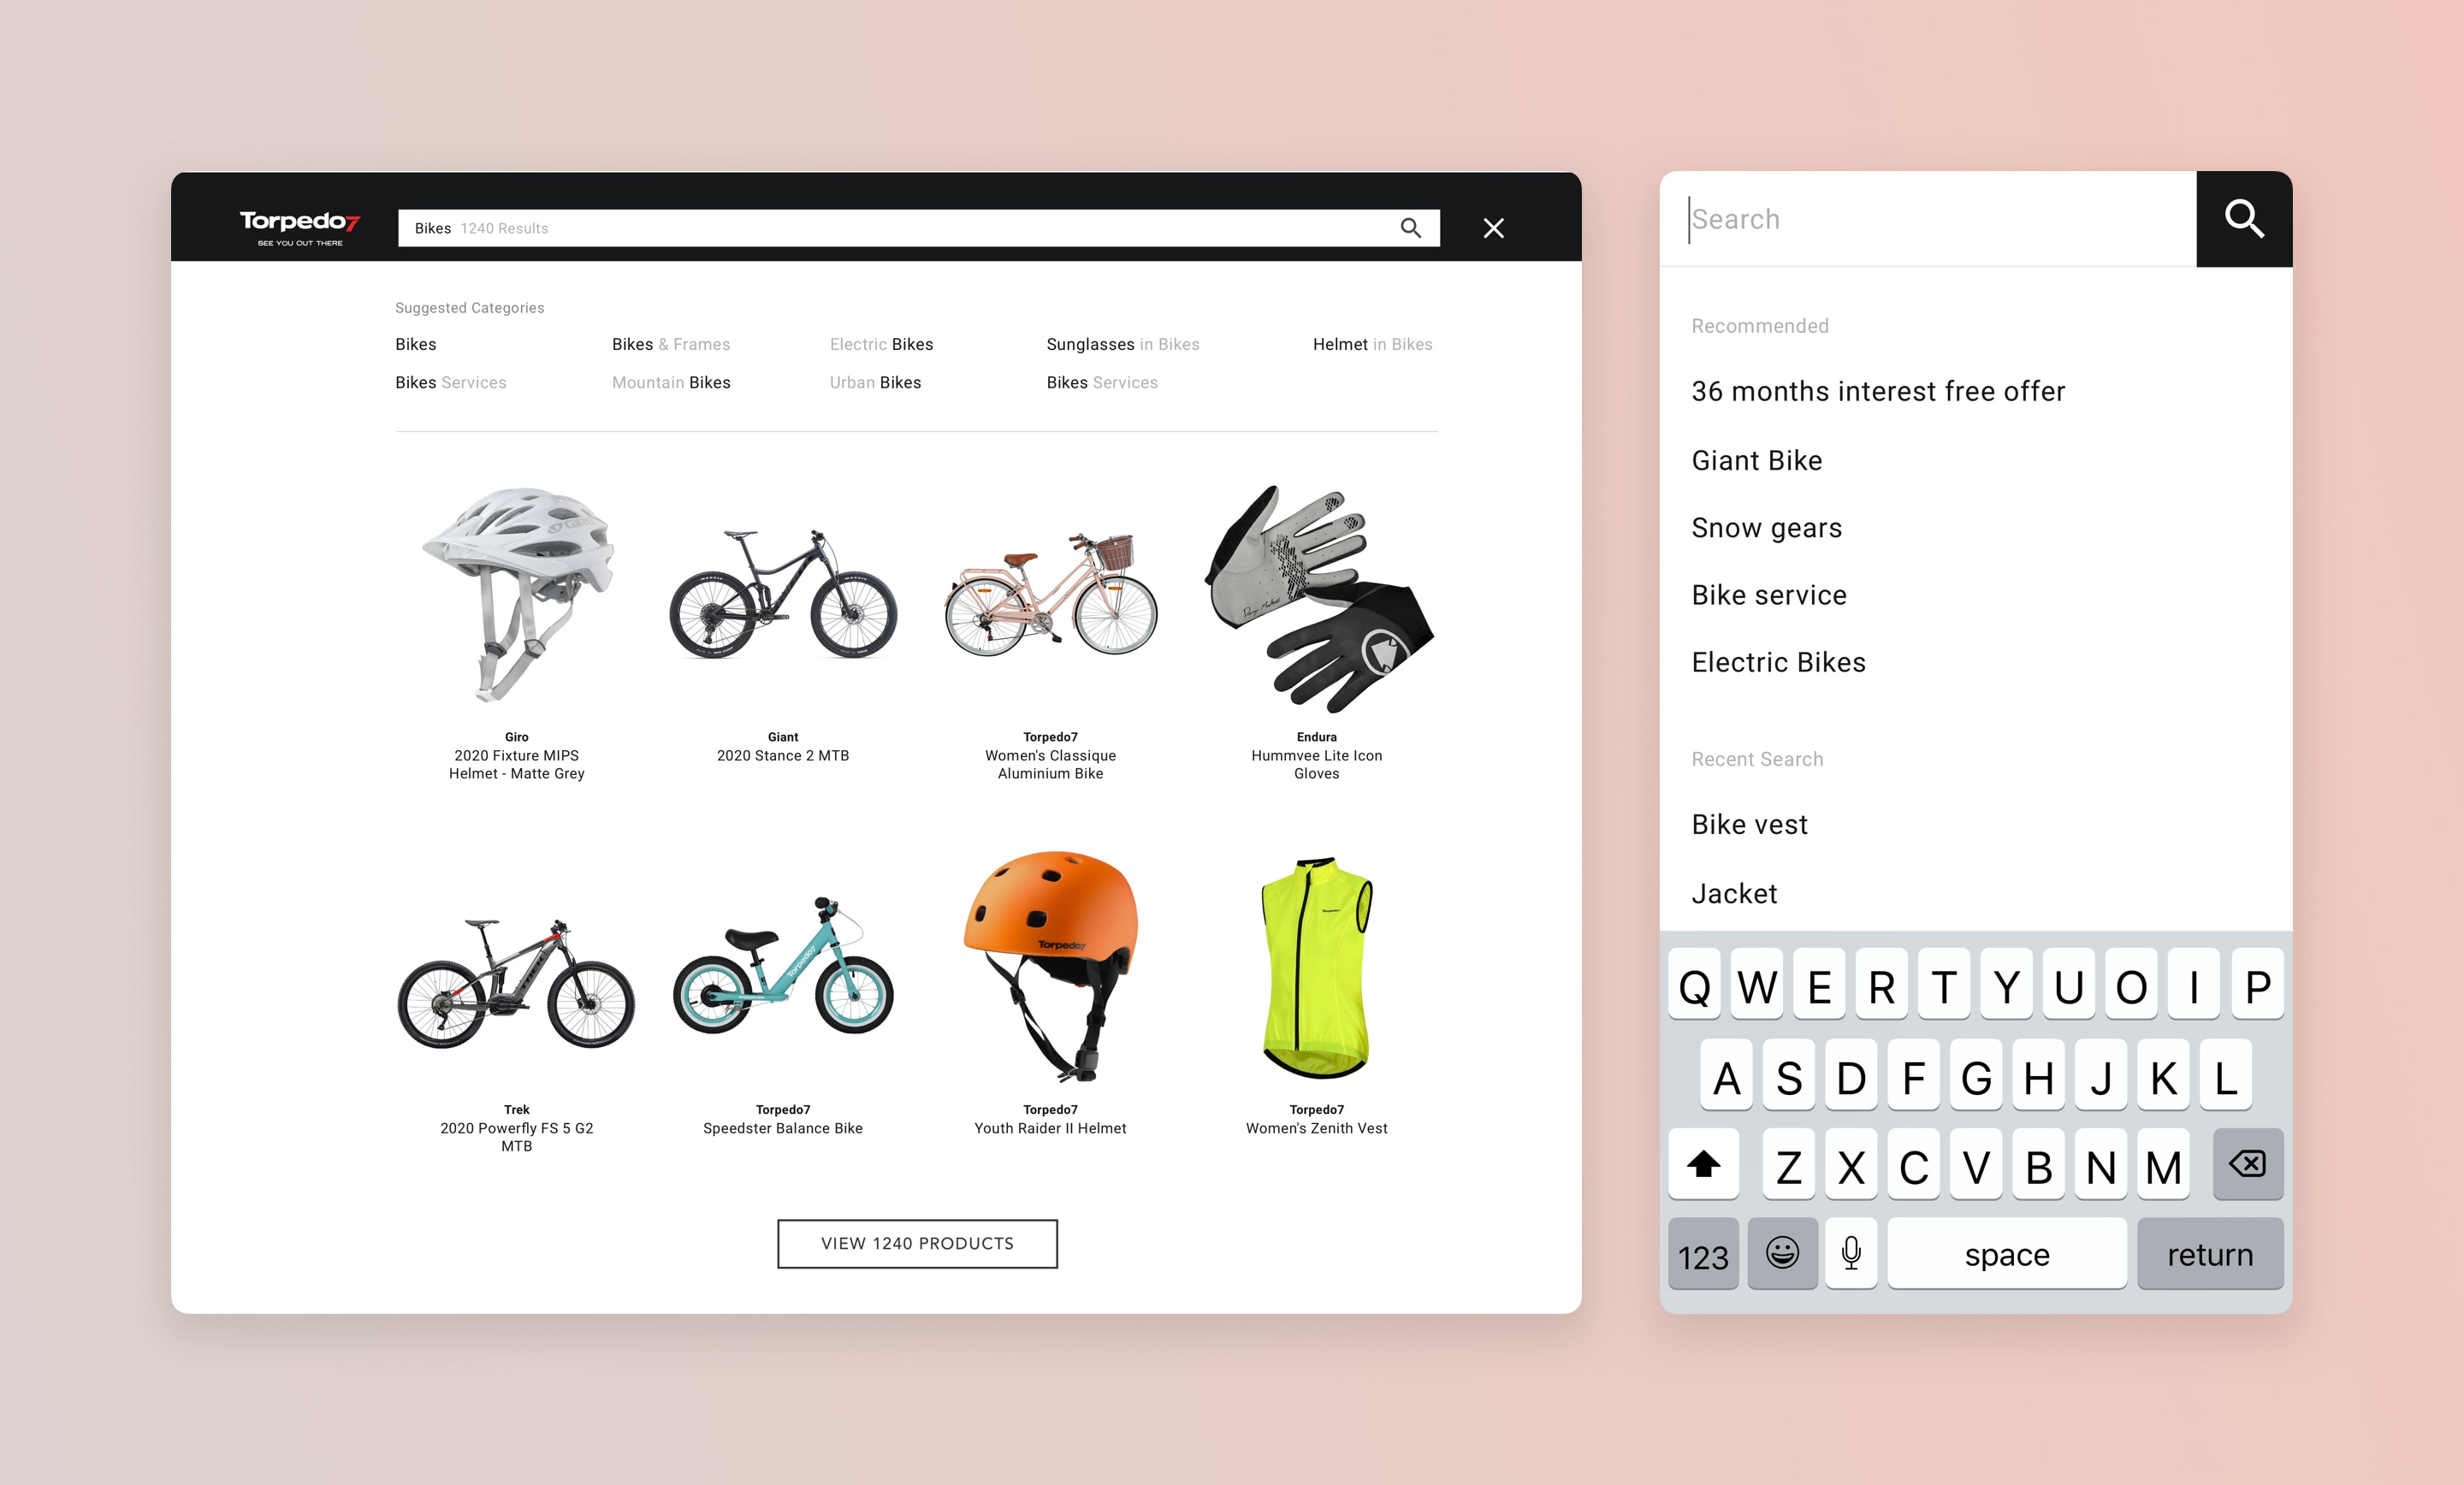 Torpedo7
SEE YOU OUT THERE
Bikes 1240 Results
Suggested Categories
Bikes
Bikes & Frames
Electric Bikes
Sunglasses in Bikes
Helmet in Bikes
Bikes Services
Mountain Bikes
Urban Bikes
Bikes Services
GIRO
Giro
2020 Fixture MIPS
Helmet - Matte Grey
Giant
2020 Stance 2 MTB
Torpedo7
Women's Classique
Aluminium Bike
Endura
Hummvee Lite Icon
Gloves
TREK
Trek
2020 Powerfly FS 5 G2
MTB
Torpedo7
Torpedo7
Speedster Balance Bike
Torpedo7
Torpedo7
Youth Raider II Helmet
Torpedo7
Torpedo7
Women's Zenith Vest
VIEW 1240 PRODUCTS
Search
Recommended
36 months interest free offer
Giant Bike
Snow gears
Bike service
Electric Bikes
Recent Search
Bike vest
Jacket
Q W E R T Y U O I P
A S D F G H J K L
Z X C V B N M
123 space return